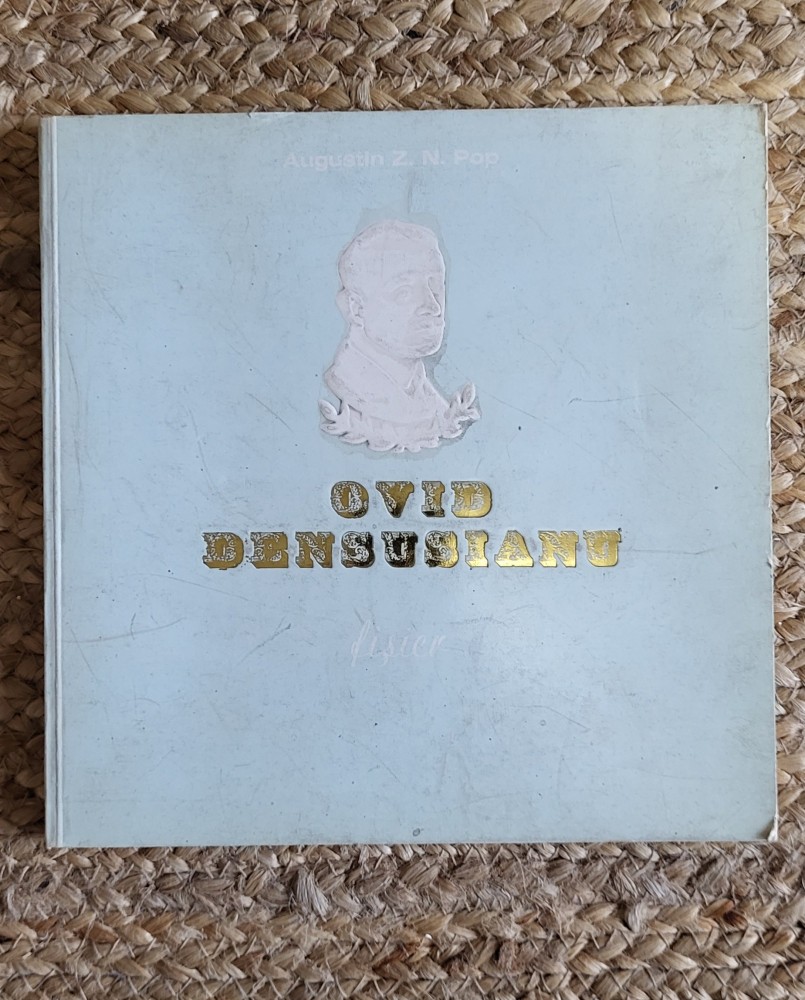 Augustin Z. N. Pop
OVID
DENSUSIANU
fișier